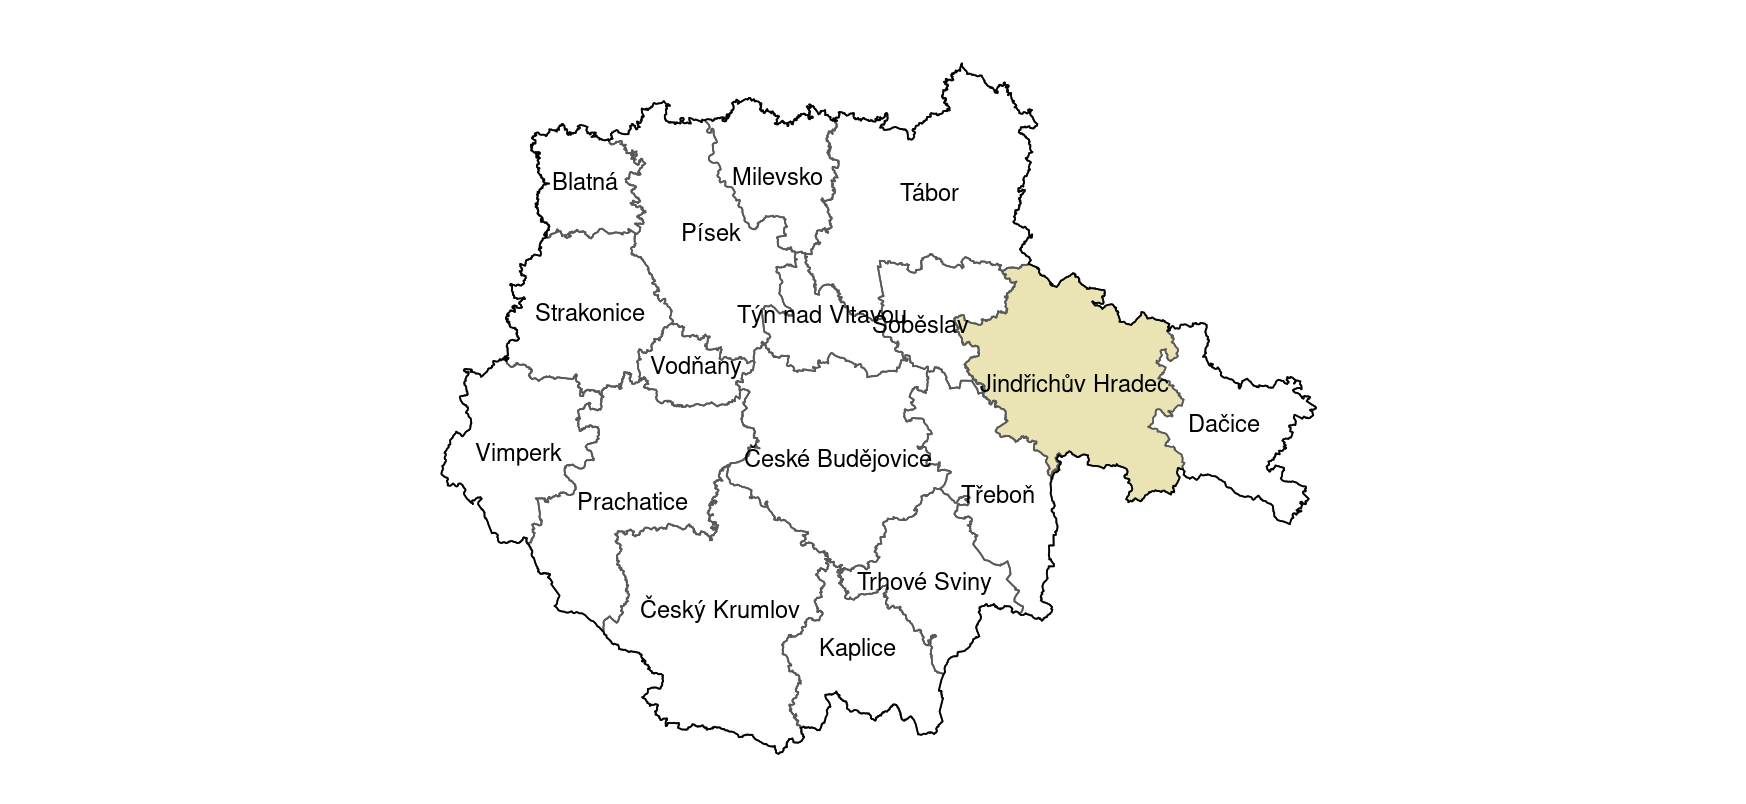 Milevsko
Blatná
Tábor
Písek
Strakonice
Týn nad Vltavou
Soběslav
Vodňany
Jindřichův Hradec
Dačice
Vimperk
České Budějovice
Třeboň
Prachatice
Trhové Sviny
Český Krumlov
Kaplice